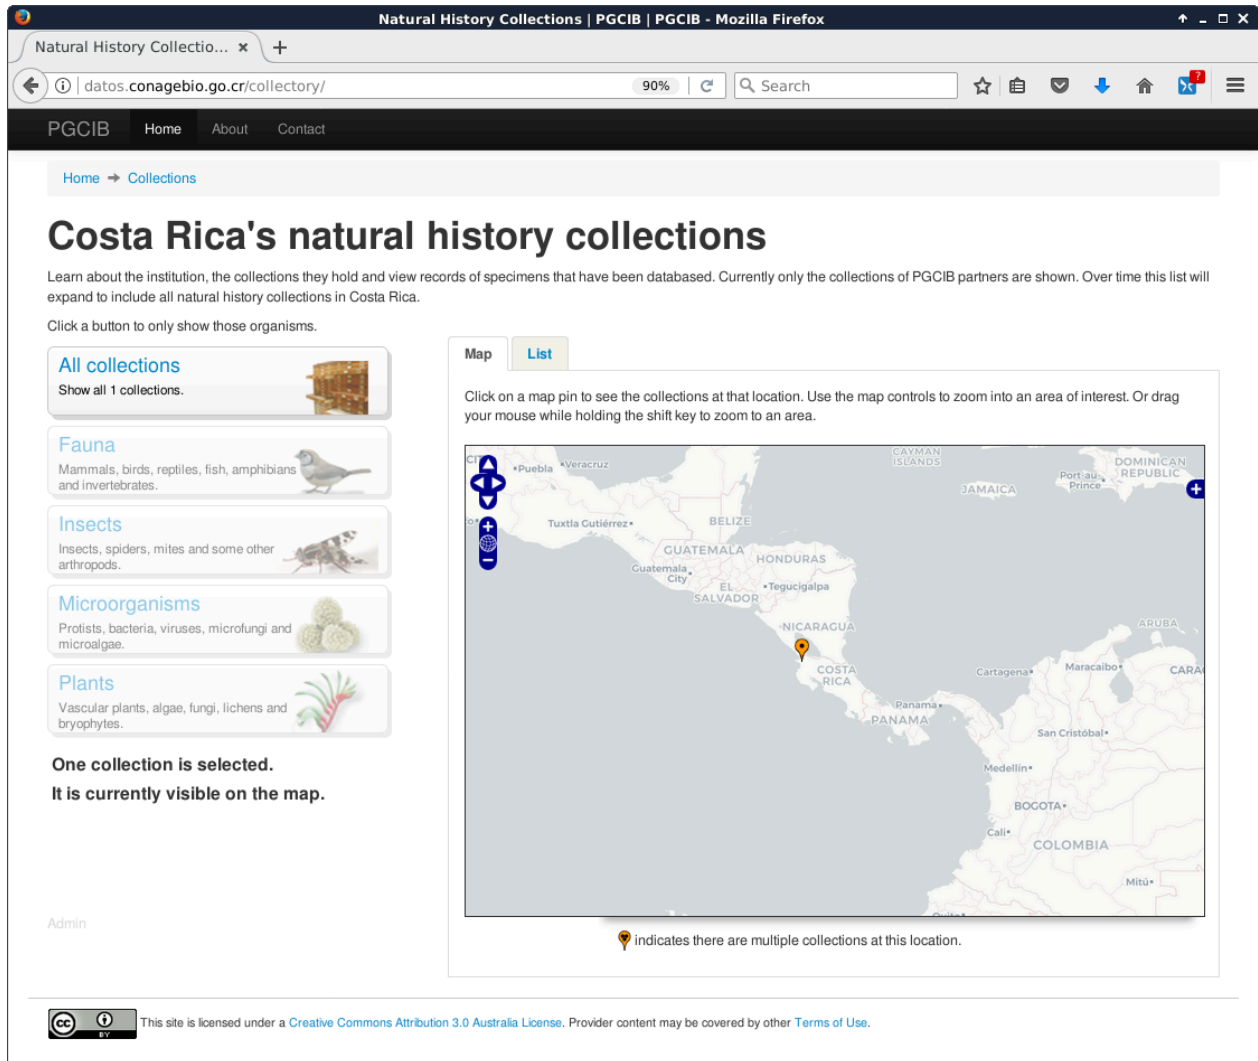 Natural History Collections | PGCIB | PGCIB - Mozilla Firefox
Natural History Collectio...
datos.conagebio.go.cr/collectory/
90%
Search
?
PGCIB
Home
About
Contact
Home
Collections
Costa Rica's natural history collections
Learn about the institution, the collections they hold and view records of specimens that have been databased. Currently only the collections of PGCIB partners are shown. Over time this list will
expand to include all natural history collections in Costa Rica.
Click a button to only show those organisms.
All collections
Show all 1 collections.
Fauna
Mammals, birds, reptiles, fish, amphibians
and invertebrates.
Insects
Insects, spiders, mites and some other
arthropods.
Microorganisms
Protists, bacteria, viruses, microfungi and
microalgae.
Plants
Vascular plants, algae, fungi, lichens and
bryophytes.
One collection is selected.
It is currently visible on the map.
Admin
Map
List
Click on a map pin to see the collections at that location. Use the map controls to zoom into an area of interest. Or drag
your mouse while holding the shift key to zoom to an area.
Puebla
Veracruz
CAYMAN
ISLANDS
DOMINICAN
REPUBLIC
Port-au-
Prince
JAMAICA
Tuxtla Gutiérrez
BELIZE
GUATEMALA
HONDURAS
Guatemala
City
EL
SALVADOR
Tegucigalpa
NICARAGUA
ARUBA
COSTA
RICA
Cartagena
Maracaibo
CARA
Panama
PANAMA
San Cristóbal
Medellín
BOGOTA
Cali
COLOMBIA
Mitú
indicates there are multiple collections at this location.
cc
BY
This site is licensed under a Creative Commons Attribution 3.0 Australia License. Provider content may be covered by other Terms of Use.